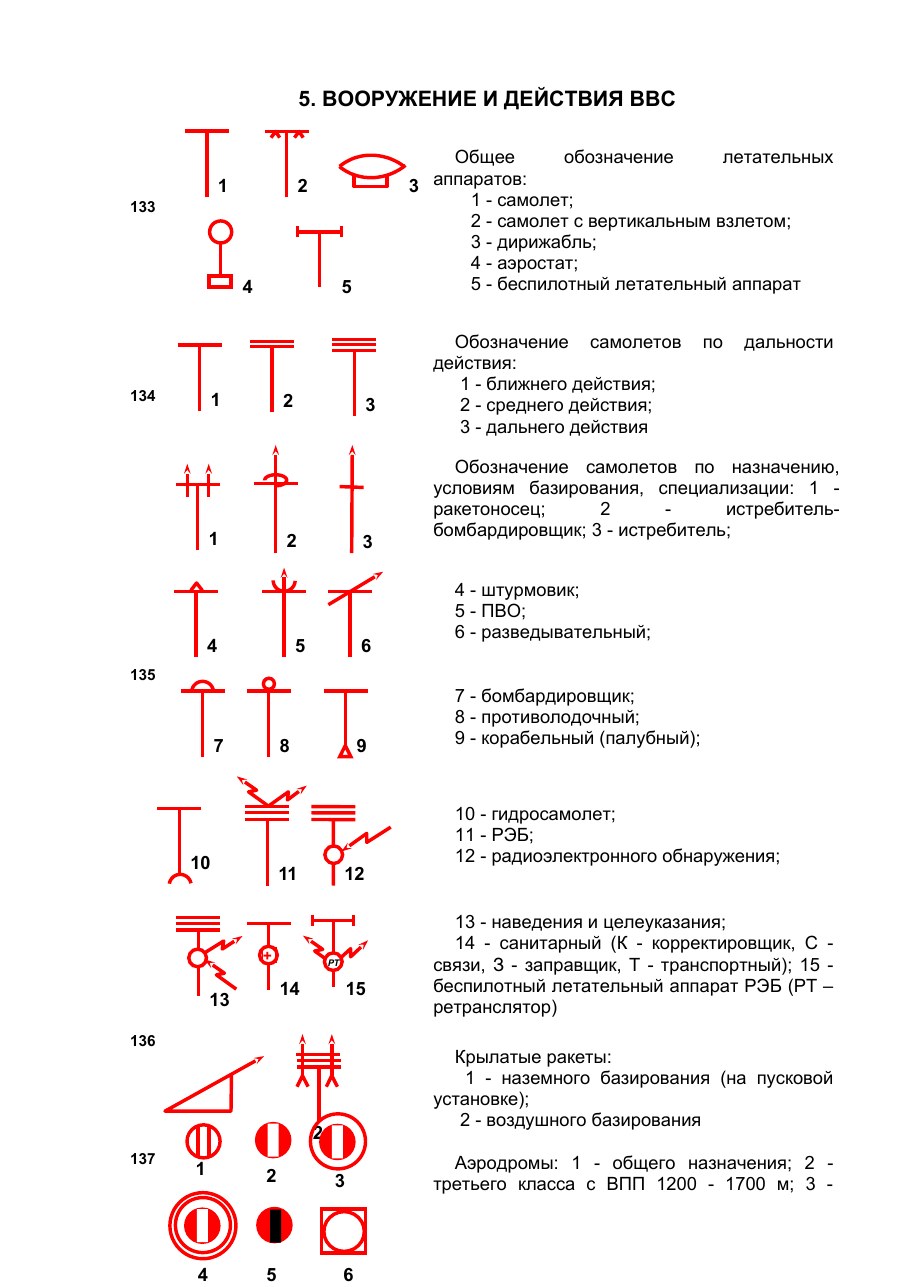 5. ВООРУЖЕНИЕ И ДЕЙСТВИЯ ВВС
1 2 3
133
4 5
Общее обозначение летательных
аппаратов:
1 - самолет;
2 - самолет с вертикальным взлетом;
3 - дирижабль;
4 - аэростат;
5 - беспилотный летательный аппарат
134
1 2 3
Обозначение самолетов по дальности
действия:
1 - ближнего действия;
2 - среднего действия;
3 - дальнего действия
1 2 3
Обозначение самолетов по назначению,
условиям базирования, специализации: 1 -
ракетоносец; 2 - истребитель-
бомбардировщик; 3 - истребитель;
4 5 6
4 - штурмовик;
5 - ПВО;
6 - разведывательный;
135
7 8 9
7 - бомбардировщик;
8 - противолодочный;
9 - корабельный (палубный);
10 11 12
10 - гидросамолет;
11 - РЭБ;
12 - радиоэлектронного обнаружения;
РТ
13 14 15
13 - наведения и целеуказания;
14 - санитарный (К - корректировщик, С -
связи, З - заправщик, Т - транспортный); 15 -
беспилотный летательный аппарат РЭБ (РТ –
ретранслятор)
136
2
Крылатые ракеты:
1 - наземного базирования (на пусковой
установке);
2 - воздушного базирования
137
1 2 3
Аэродромы: 1 - общего назначения; 2 -
третьего класса с ВПП 1200 - 1700 м; 3 -
4 5 6